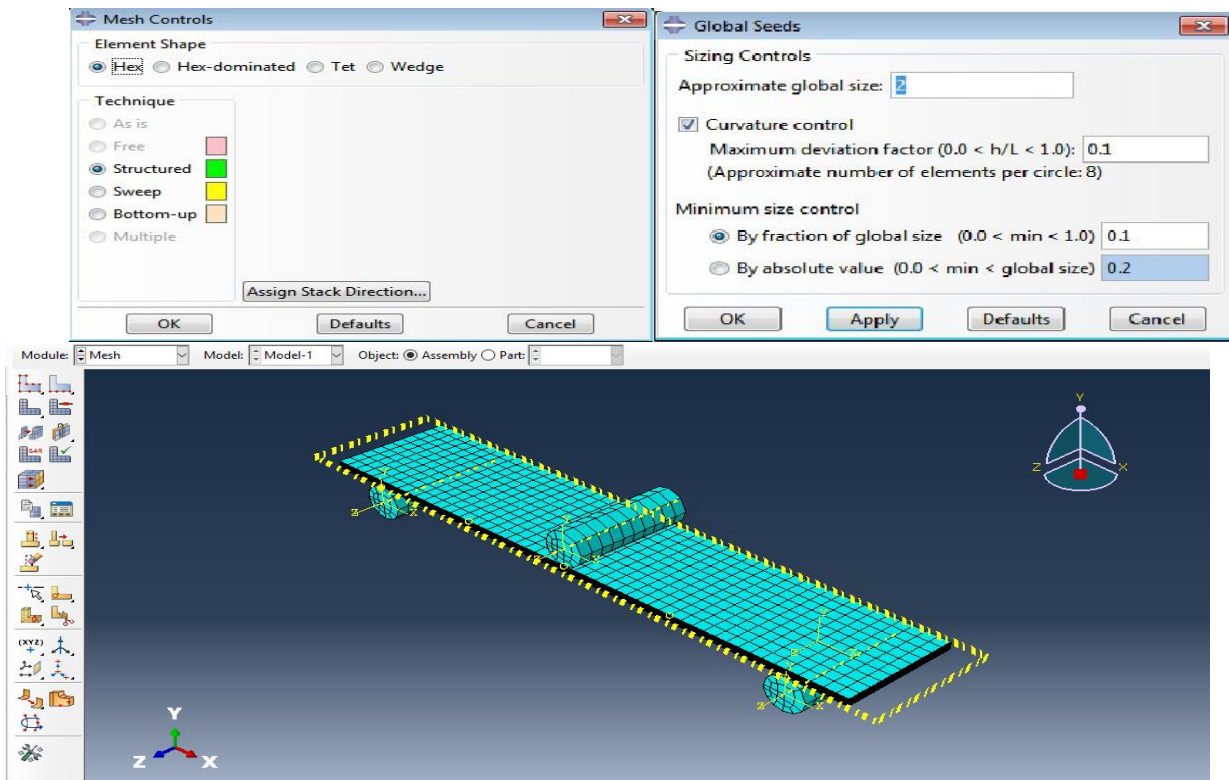 Mesh Controls
Element Shape
Hex Hex-dominated Tet Wedge
Technique
As is
Free
Structured
Sweep
Bottom-up
Multiple
Assign Stack Direction...
OK Defaults Cancel
Global Seeds
Sizing Controls
Approximate global size: 2
Curvature control
Maximum deviation factor (0.0 < h/L < 1.0): 0.1
(Approximate number of elements per circle: 8)
Minimum size control
By fraction of global size (0.0 < min < 1.0) 0.1
By absolute value (0.0 < min < global size) 0.2
OK Apply Defaults Cancel
Module: Mesh Model: Model-1 Object: Assembly Part:
(XYZ)
Y
Z X
Y
Z X